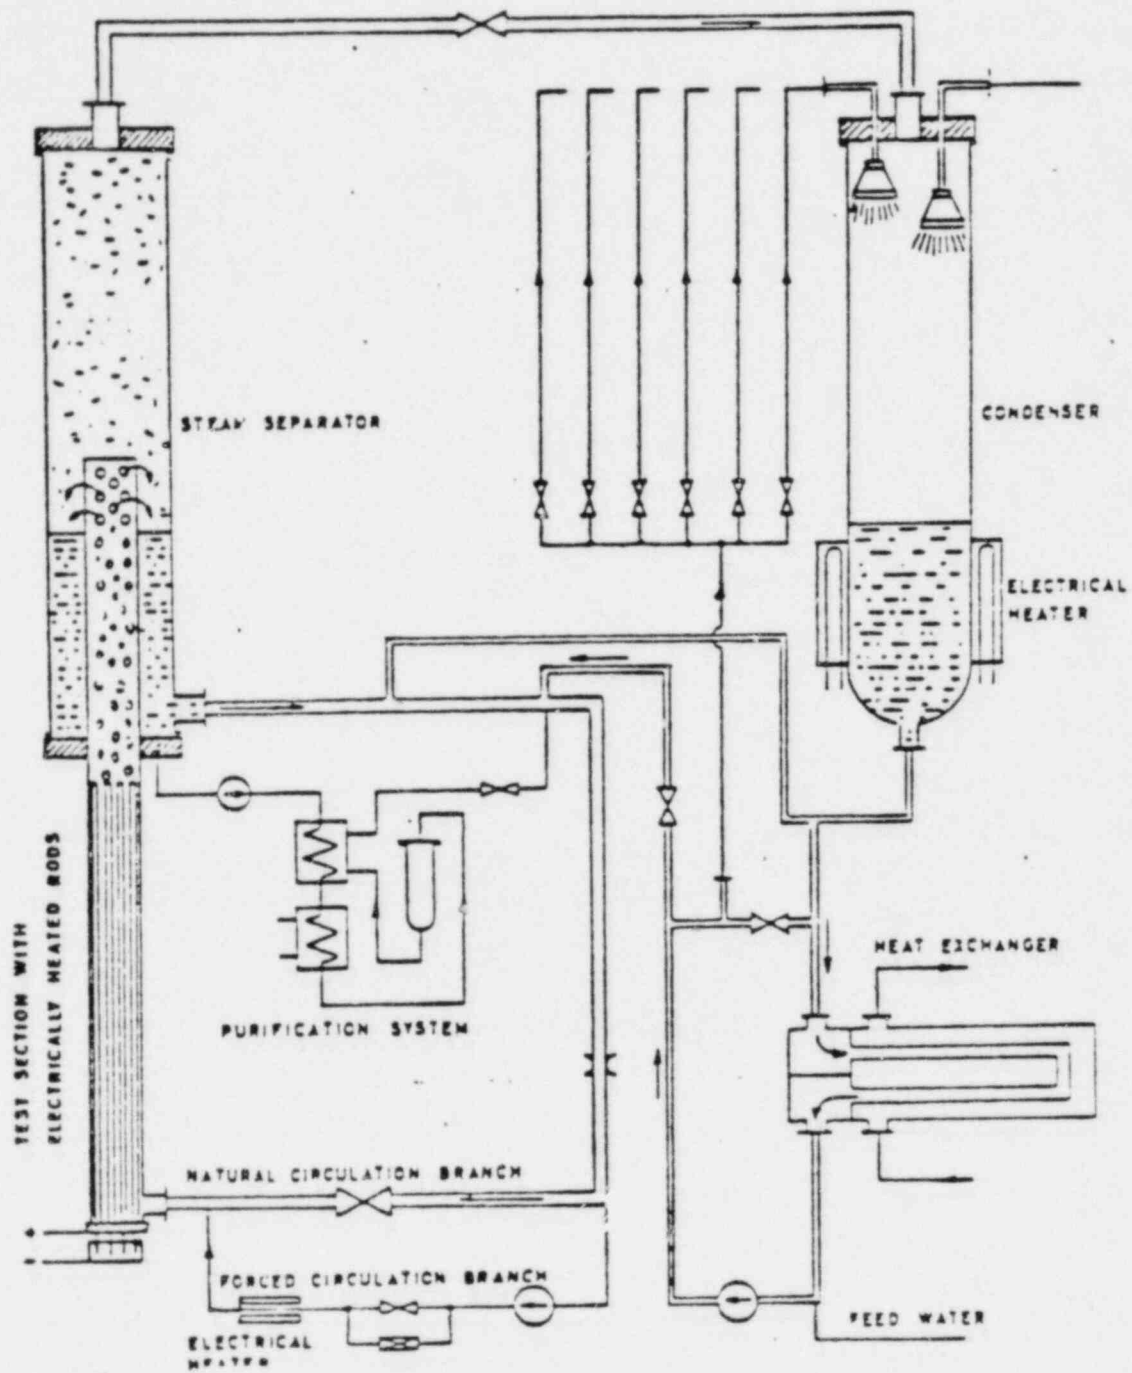 STEAM SEPARATOR
CONDENSER
ELECTRICAL
HEATER
HEAT EXCHANGER
PURIFICATION SYSTEM
TEST SECTION WITH
ELECTRICALLY HEATED RODS
NATURAL CIRCULATION BRANCH
FORCED CIRCULATION BRANCH
FEED WATER
ELECTRICAL
HEATER